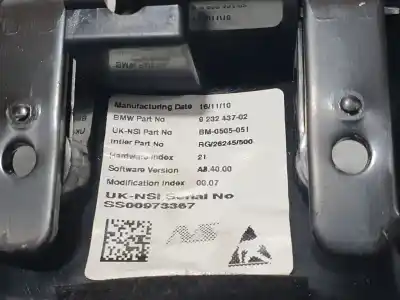 Manufacturing Date 16/11/10
BMW Part No 9 232 437-02
UK-NSI Part No BM-0505-051
Intier Part No RG/26245/500
Hardware Index 21
Software Version A8.40.00
Modification Index 00.07
UK-NSI Serial No
SS00973367